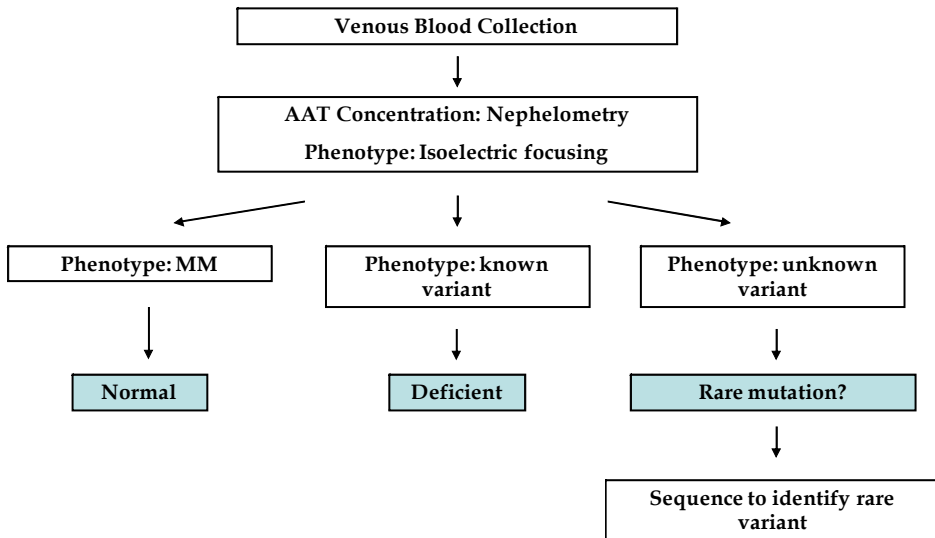 Venous Blood Collection
AAT Concentration: Nephelometry
Phenotype: Isoelectric focusing
Phenotype: MM
Phenotype: known
variant
Phenotype: unknown
variant
Normal
Deficient
Rare mutation?
Sequence to identify rare
variant